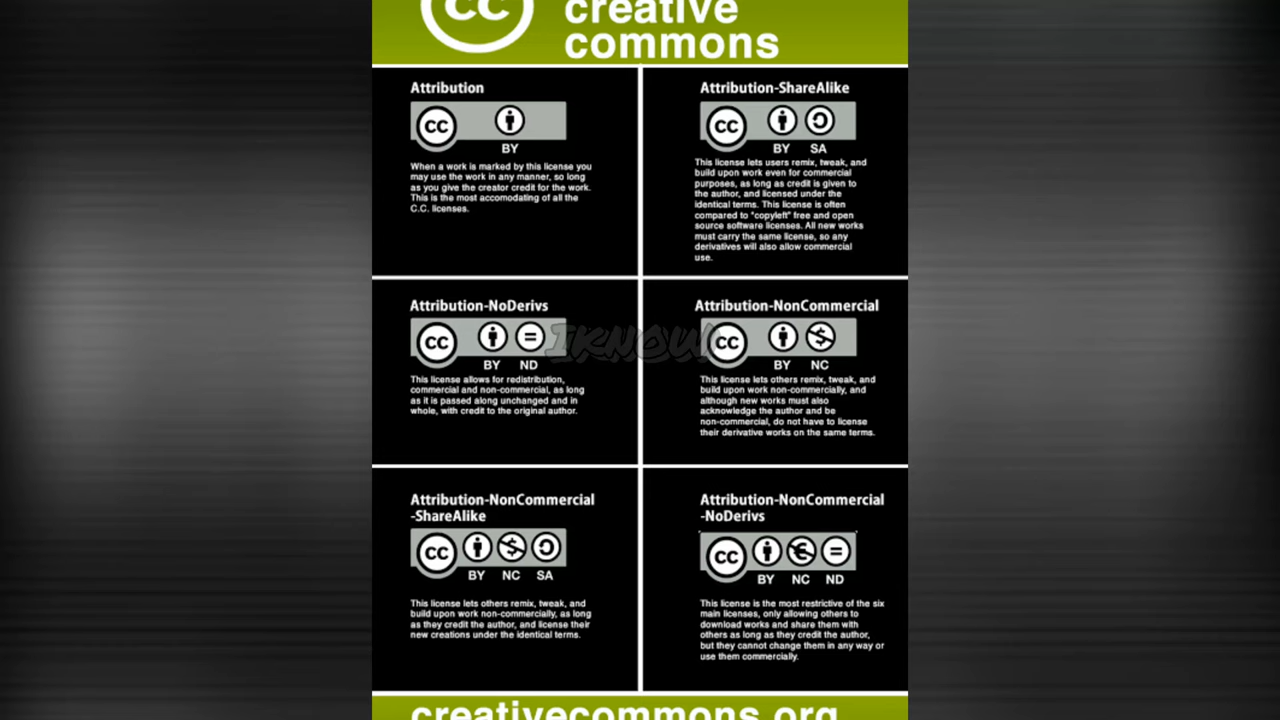 creative
commons
Attribution
BY
When a work is marked by this license you
may use the work in any manner, so long
as you give the creator credit for the work.
This is the most accomodating of all the
C.C. licenses.
Attribution-ShareAlike
BY SA
This license lets users remix, tweak, and
build upon work even for commercial
purposes, as long as credit is given to
the author, and licensed under the
identical terms. This license is often
compared to "copyleft" free and open
source software licenses. All new works
must carry the same license, so any
derivatives will also allow commercial
use.
Attribution-NoDerivs
BY ND
This license allows for redistribution,
commercial and non-commercial, as long
as it is passed along unchanged and in
whole, with credit to the original author.
Attribution-NonCommercial
BY NC
This license lets others remix, tweak, and
build upon work non-commercially, and
although new works must also
acknowledge the author and be
non-commercial, do not have to license
their derivative works on the same terms.
IKNOW
Attribution-NonCommercial
-ShareAlike
BY NC SA
This license lets others remix, tweak, and
build upon work non-commercially, as long
as they credit the author, and license their
new creations under the identical terms.
Attribution-NonCommercial
-NoDerivs
BY NC ND
This license is the most restrictive of the six
main licenses, only allowing others to
download works and share them with
others as long as they credit the author,
but they cannot change them in any way or
use them commercially.
creativecommons.org